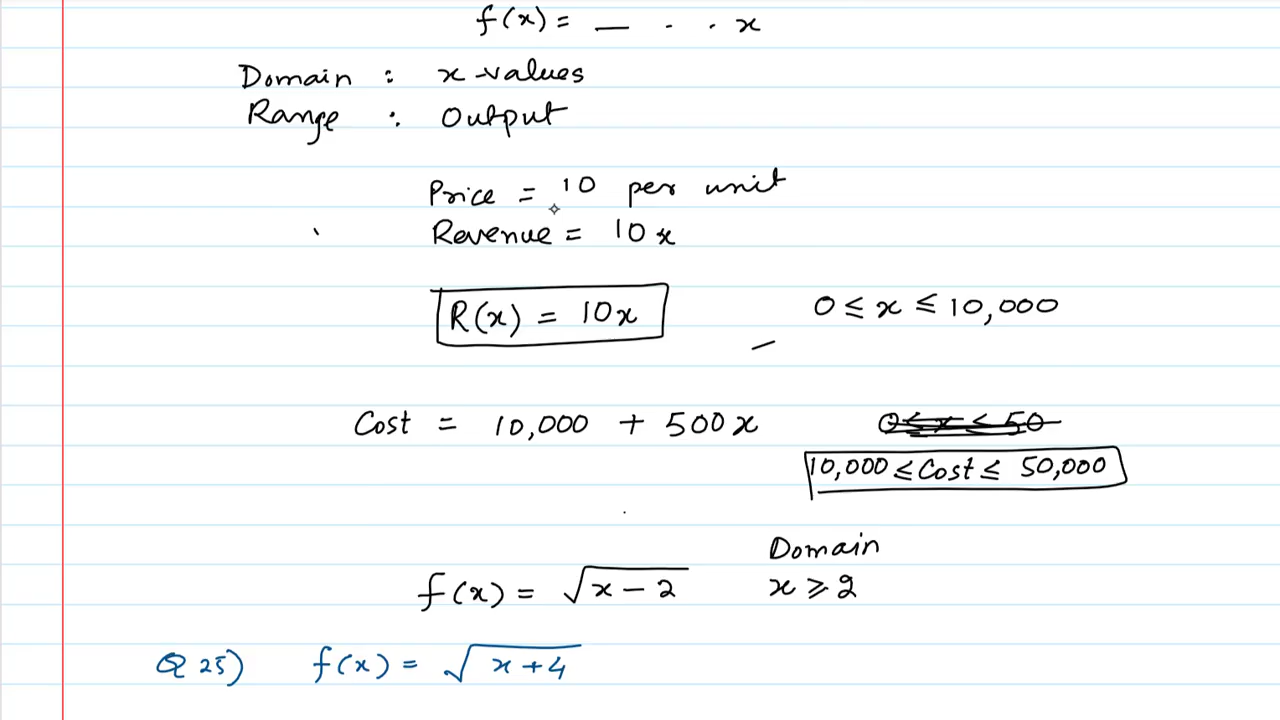 f(x) = — . . x
Domain : x-values
Range : Output
Price = 10 per unit
Revenue = 10x
R(x) = 10x 0 ≤ x ≤ 10,000
Cost = 10,000 + 500x 0 ≤ x ≤ 50
10,000 ≤ Cost ≤ 50,000
Domain
f(x) = √(x – 2) x ≥ 2
Q 25) f(x) = √(x + 4)